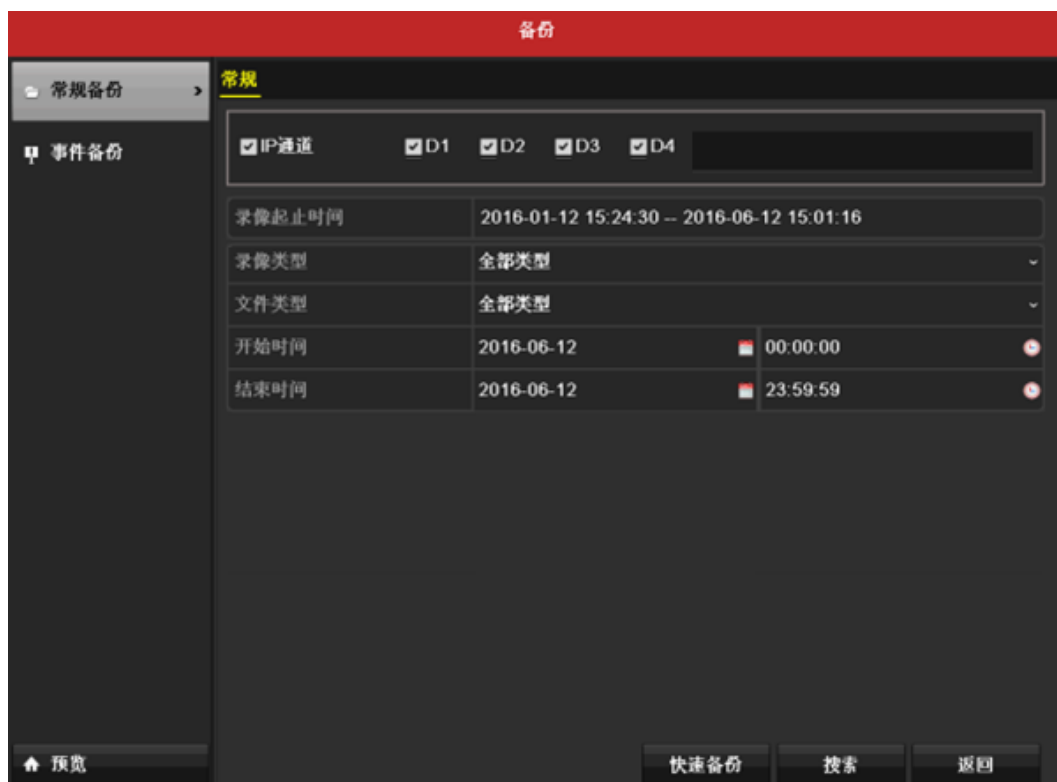 备份
常规备份
事件备份
常规
IP通道 D1 D2 D3 D4
录像起止时间 2016-01-12 15:24:30 -- 2016-06-12 15:01:16
录像类型 全部类型
文件类型 全部类型
开始时间 2016-06-12 00:00:00
结束时间 2016-06-12 23:59:59
预览 快速备份 搜索 返回